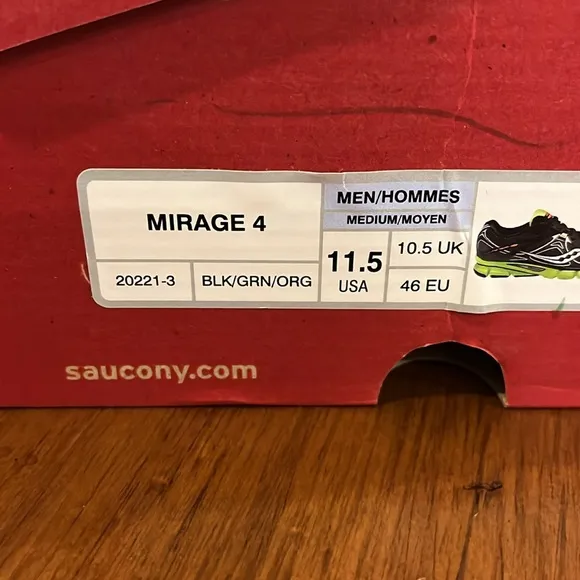 MIRAGE 4
20221-3
BLK/GRN/ORG
MEN/HOMMES
MEDIUM/MOYEN
11.5
USA
10.5 UK
46 EU
saucony.com